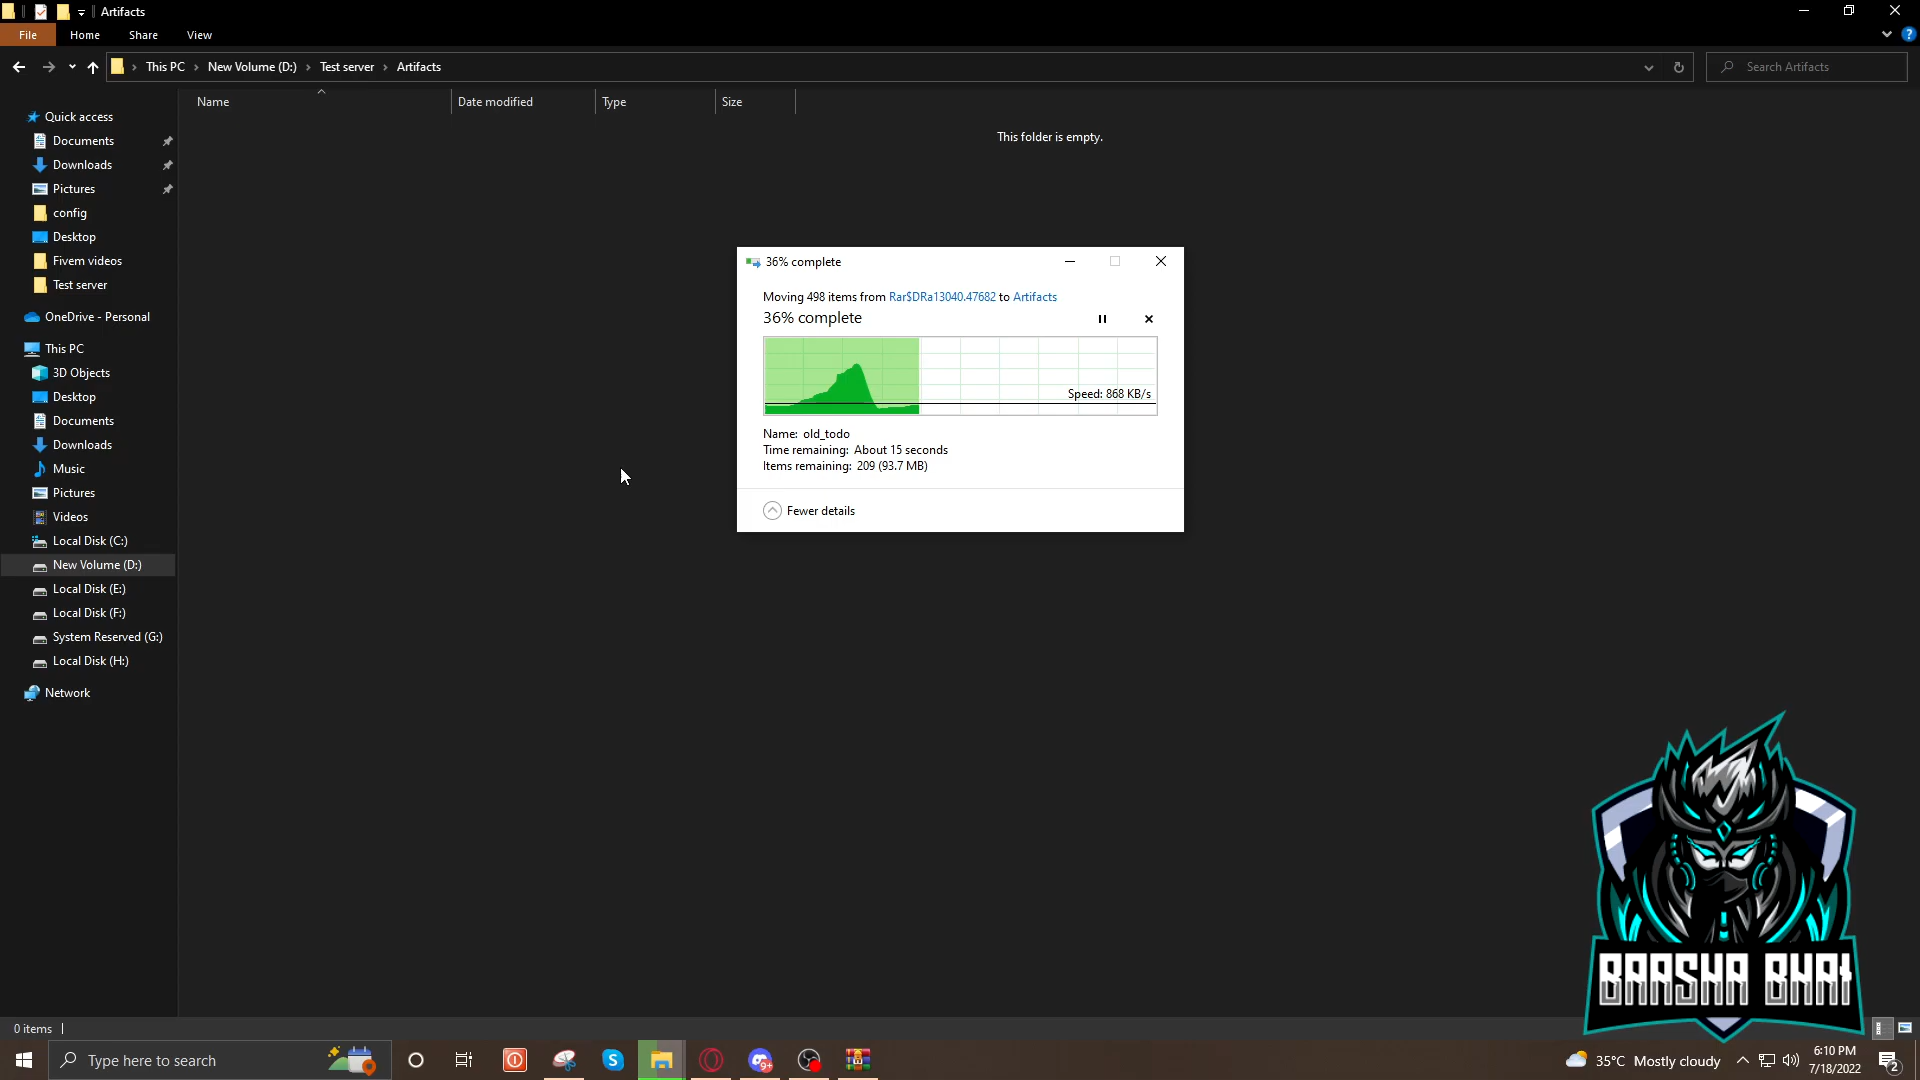 Artifacts
File Home Share View
This PC New Volume (D:) Test server Artifacts
Search Artifacts
Name Date modified Type Size
This folder is empty.
Quick access
Documents
Downloads
Pictures
config
Desktop
Fivem videos
Test server
OneDrive - Personal
This PC
3D Objects
Desktop
Documents
Downloads
Music
Pictures
Videos
Local Disk (C:)
New Volume (D:)
Local Disk (E:)
Local Disk (F:)
System Reserved (G:)
Local Disk (H:)
Network
36% complete
Moving 498 items from Rar$DRa13040.47682 to Artifacts
36% complete
Speed: 868 KB/s
Name: old_todo
Time remaining: About 15 seconds
Items remaining: 209 (93.7 MB)
Fewer details
BAASHA BHAI
0 items
Type here to search
9+
35°C Mostly cloudy
6:10 PM
7/18/2022
2